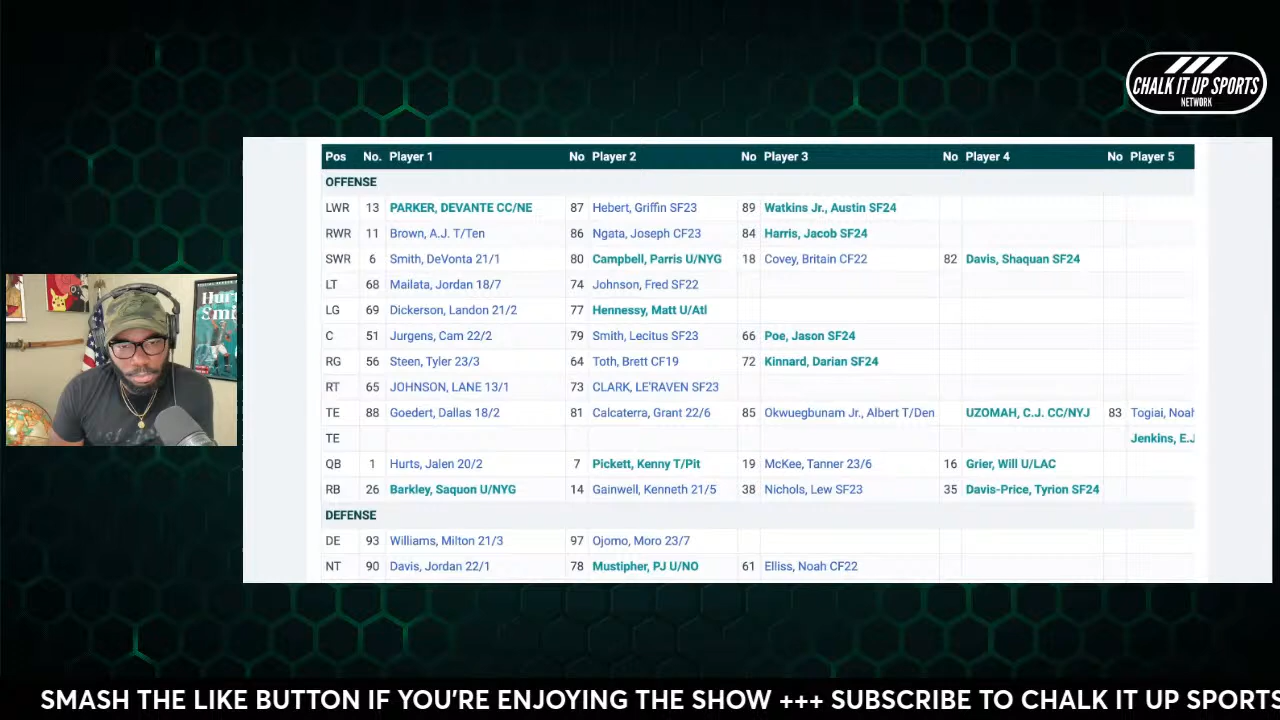 CHALK IT UP SPORTS
NETWORK
Pos No. Player 1 No Player 2 No Player 3 No Player 4 No Player 5
OFFENSE
LWR 13 PARKER, DEVANTE CC/NE 87 Hebert, Griffin SF23 89 Watkins Jr., Austin SF24
RWR 11 Brown, A.J. T/Ten 86 Ngata, Joseph CF23 84 Harris, Jacob SF24
SWR 6 Smith, DeVonta 21/1 80 Campbell, Parris U/NYG 18 Covey, Britain CF22 82 Davis, Shaquan SF24
LT 68 Mailata, Jordan 18/7 74 Johnson, Fred SF22
LG 69 Dickerson, Landon 21/2 77 Hennessy, Matt U/Atl
C 51 Jurgens, Cam 22/2 79 Smith, Lecitus SF23 66 Poe, Jason SF24
RG 56 Steen, Tyler 23/3 64 Toth, Brett CF19 72 Kinnard, Darian SF24
RT 65 JOHNSON, LANE 13/1 73 CLARK, LE'RAVEN SF23
TE 88 Goedert, Dallas 18/2 81 Calcaterra, Grant 22/6 85 Okwuegbunam Jr., Albert T/Den UZOMAH, C.J. CC/NYJ 83 Togiai, Noah
TE Jenkins, E.J
QB 1 Hurts, Jalen 20/2 7 Pickett, Kenny T/Pit 19 McKee, Tanner 23/6 16 Grier, Will U/LAC
RB 26 Barkley, Saquon U/NYG 14 Gainwell, Kenneth 21/5 38 Nichols, Lew SF23 35 Davis-Price, Tyrion SF24
DEFENSE
DE 93 Williams, Milton 21/3 97 Ojomo, Moro 23/7
NT 90 Davis, Jordan 22/1 78 Mustipher, PJ U/NO 61 Elliss, Noah CF22
Hur
Smi
SMASH THE LIKE BUTTON IF YOU'RE ENJOYING THE SHOW +++ SUBSCRIBE TO CHALK IT UP SPORTS